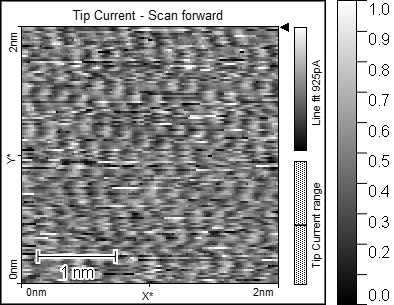 Tip Current - Scan forward
2nm
Y*
0nm
1 nm
0nm
X*
2nm
Line fit 925pA
Tip Current range
1.0
0.9
0.8
0.7
0.6
0.5
0.4
0.3
0.2
0.1
0.0